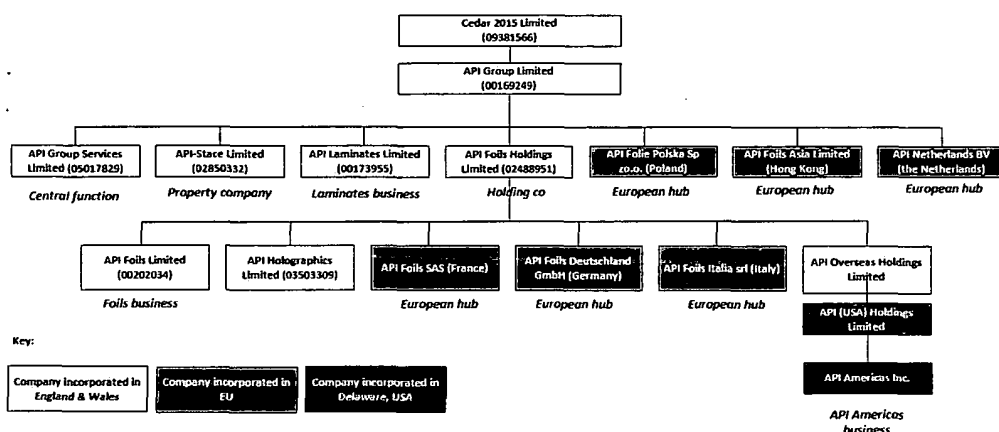 Cedar 2015 Limited
(09381566)
API Group Limited
(00169249)
API Group Services
Limited (05017829)
Central function
API-Stace Limited
(02850332)
Property company
API Laminates Limited
(00173955)
Laminates business
API Foils Holdings
Limited (02488951)
Holding co
API Folie Polska Sp
zo.o. (Poland)
European hub
API Foils Asia Limited
(Hong Kong)
European hub
API Netherlands BV
(the Netherlands)
European hub
API Foils Limited
(00202034)
Foils business
API Holographics
Limited (03503309)
API Foils SAS (France)
European hub
API Foils Deutschland
GmbH (Germany)
European hub
API Foils Italia srl (Italy)
European hub
API Overseas Holdings
Limited
API (USA) Holdings
Limited
API Americas Inc.
API Americas
business
Key:
Company incorporated in
England & Wales
Company incorporated in
EU
Company incorporated in
Delaware, USA